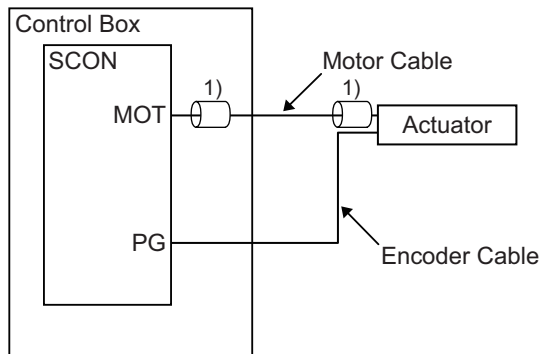 Control Box
SCON
1)
Motor Cable
1)
MOT
Actuator
PG
Encoder Cable